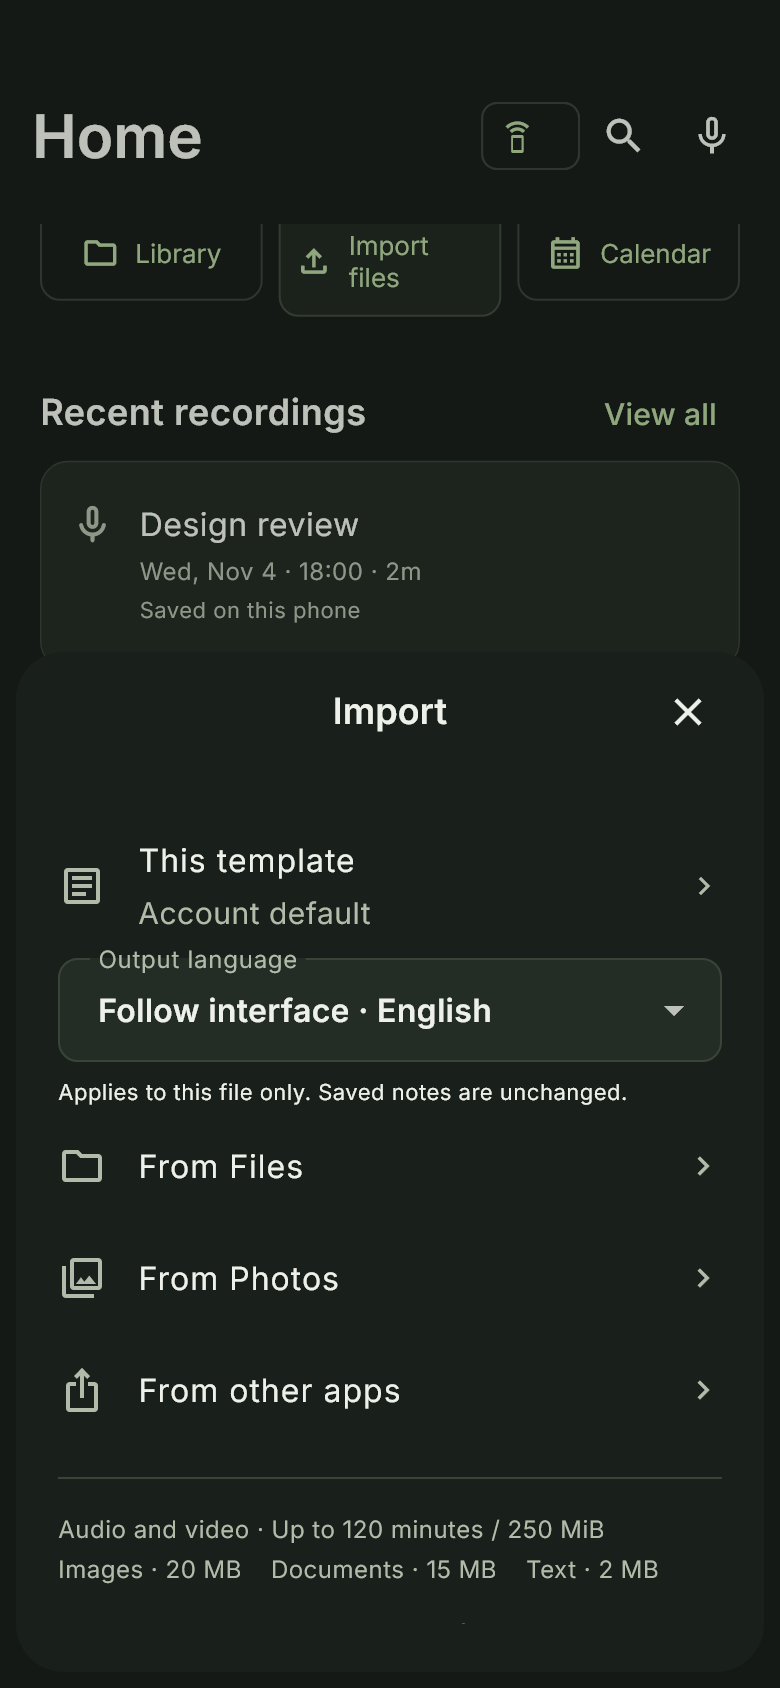 Home
Library
Import
files
Calendar
Recent recordings
View all
Design review
Wed, Nov 4 · 18:00 · 2m
Saved on this phone
Import
This template
Account default
Output language
Follow interface · English
Applies to this file only. Saved notes are unchanged.
From Files
From Photos
From other apps
Audio and video · Up to 120 minutes / 250 MiB
Images · 20 MB Documents · 15 MB Text · 2 MB